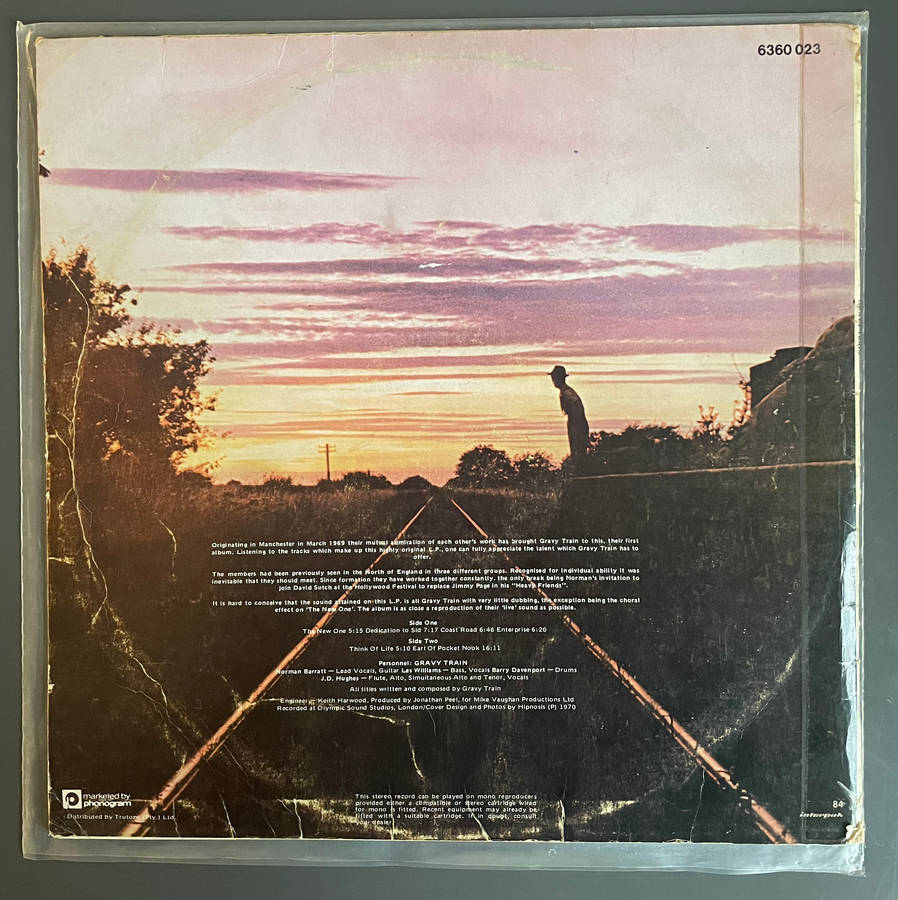 6360 023
Originating in Manchester in March 1969 their mutual admiration of each other's work has brought Gravy Train to this, their first
album. Listening to the tracks which make up this highly original L.P., one can fully appreciate the talent which Gravy Train has to
offer.
The members had been previously seen in the North of England in three different groups. Recognised for individual ability it was
inevitable that they should meet. Since formation they have worked together constantly, the only break being Norman's invitation to
join David Sutch at the Hollywood Festival to replace Jimmy Page in his "Heavy Friends".
It is hard to conceive that the sound attained on this L.P. is all Gravy Train with very little dubbing, the exception being the choral
effect on 'The New One'. The album is as close a reproduction of their 'live' sound as possible.
Side One
The New One 5:15 Dedication to Sid 7:17 Coast Road 6:46 Enterprise 6:20
Side Two
Think Of Life 5:10 Earl Of Pocket Nook 16:11
Personnel: GRAVY TRAIN
Norman Barratt — Lead Vocals, Guitar Les Williams — Bass, Vocals Barry Davenport — Drums
J.D. Hughes — Flute, Alto, Simultaneous Alto and Tenor, Vocals
All titles written and composed by Gravy Train
Engineer: Keith Harwood, Produced by Jonathan Peel, for Mike Vaughan Productions Ltd
Recorded at Olympic Sound Studios, London/Cover Design and Photos by Hipnosis (P) 1970
marketed by
phonogram
Distributed by Trutone (Pty.) Ltd.
This stereo record can be played on mono reproducers
provided either a compatible or stereo cartridge wired
for mono is fitted. Recent equipment may already be
fitted with a suitable cartridge. If in doubt, consult
your dealer.
84
interpak